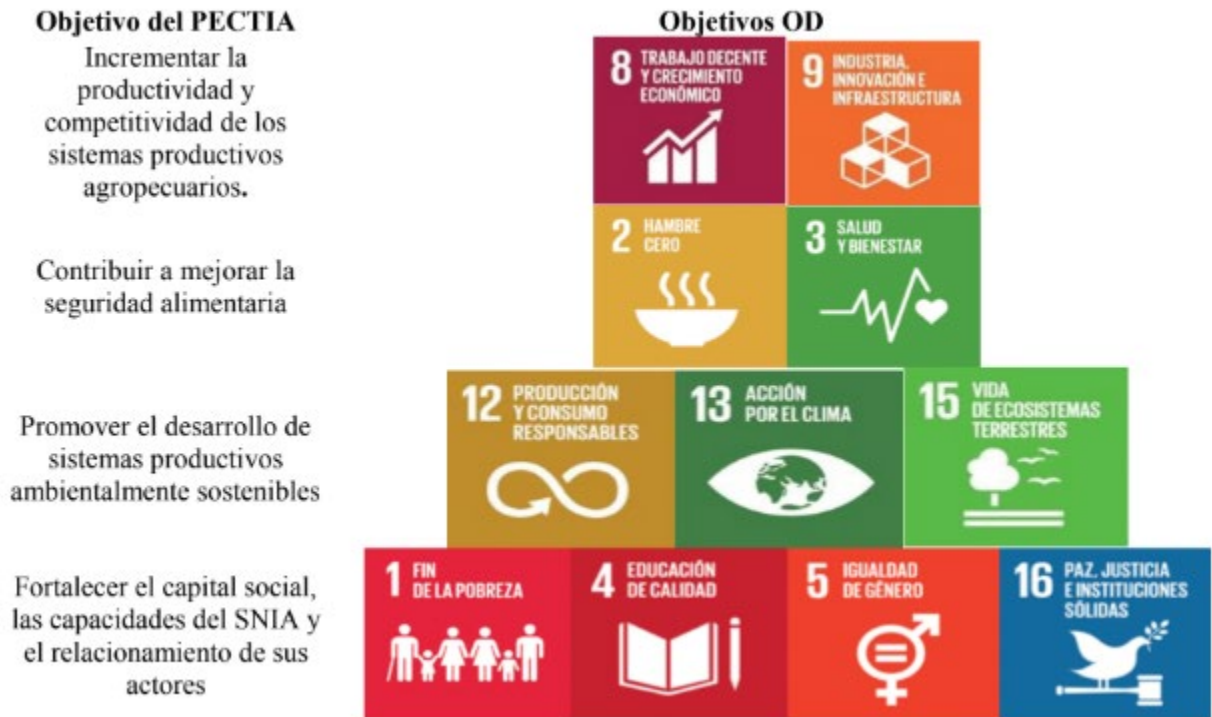 Objetivo del PECTIA
Objetivos OD
Incrementar la
productividad y
competitividad de los
sistemas productivos
agropecuarios.
8 TRABAJO DECENTE
Y CRECIMIENTO
ECONÓMICO
9 INDUSTRIA,
INNOVACIÓN E
INFRAESTRUCTURA
Contribuir a mejorar la
seguridad alimentaria
2 HAMBRE
CERO
3 SALUD
Y BIENESTAR
Promover el desarrollo de
sistemas productivos
ambientalmente sostenibles
12 PRODUCCIÓN
Y CONSUMO
RESPONSABLES
13 ACCIÓN
POR EL CLIMA
15 VIDA
DE ECOSISTEMAS
TERRESTRES
Fortalecer el capital social,
las capacidades del SNIA y
el relacionamiento de sus
actores
1 FIN
DE LA POBREZA
4 EDUCACIÓN
DE CALIDAD
5 IGUALDAD
DE GÉNERO
16 PAZ, JUSTICIA
E INSTITUCIONES
SÓLIDAS